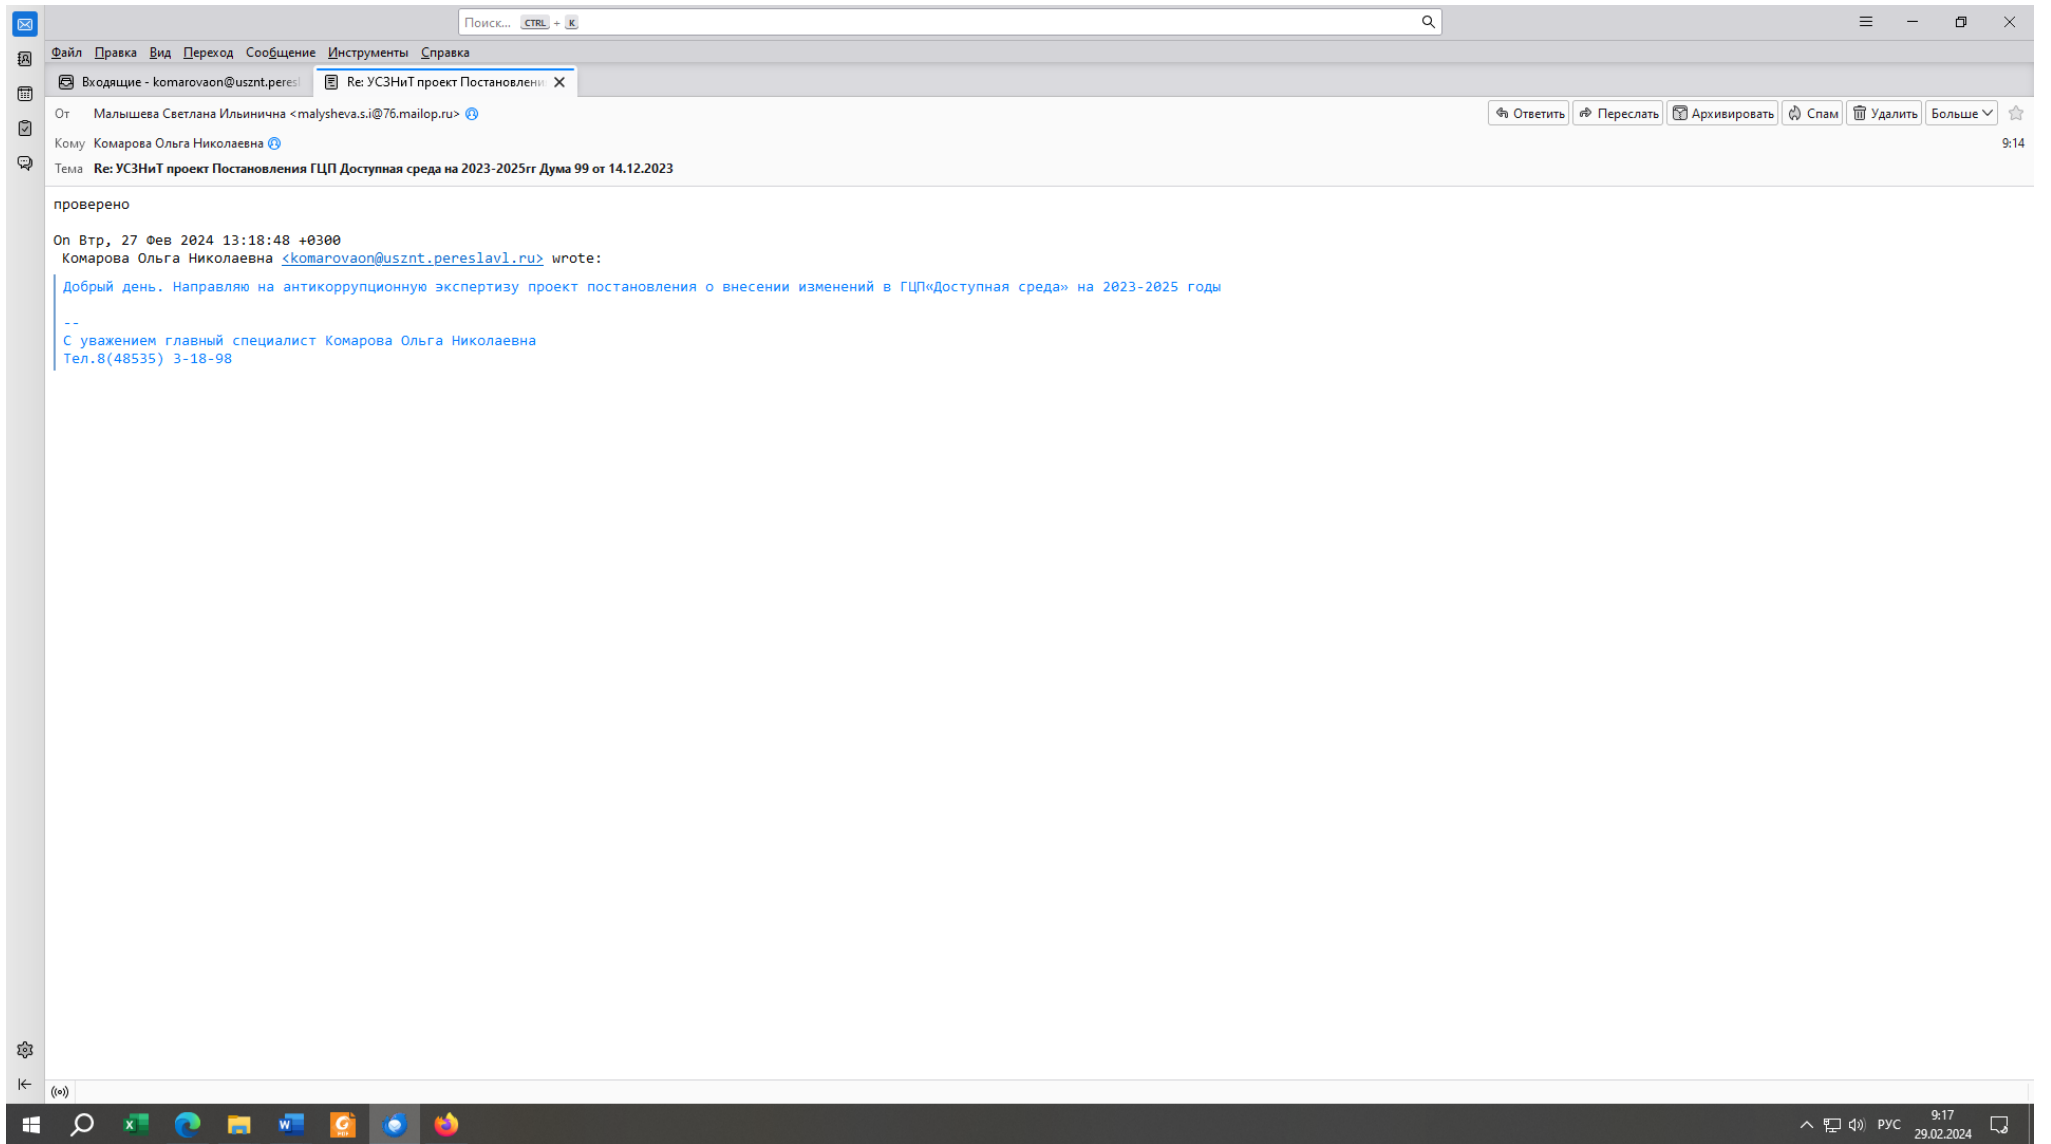 Поиск... CTRL + K
Файл Правка Вид Переход Сообщение Инструменты Справка
Входящие - komarovaon@usznt.peresl
Re: УСЗНиТ проект Постановлени
От Малышева Светлана Ильинична <malysheva.s.i@76.mailop.ru>
Ответить Переслать Архивировать Спам Удалить Больше
Кому Комарова Ольга Николаевна
9:14
Тема Re: УСЗНиТ проект Постановления ГЦП Доступная среда на 2023-2025гг Дума 99 от 14.12.2023
проверено
On Втр, 27 Фев 2024 13:18:48 +0300
Комарова Ольга Николаевна <komarovaon@usznt.pereslavl.ru> wrote:
Добрый день. Направляю на антикоррупционную экспертизу проект постановления о внесении изменений в ГЦП«Доступная среда» на 2023-2025 годы
--
С уважением главный специалист Комарова Ольга Николаевна
Тел.8(48535) 3-18-98
РУС
9:17
29.02.2024